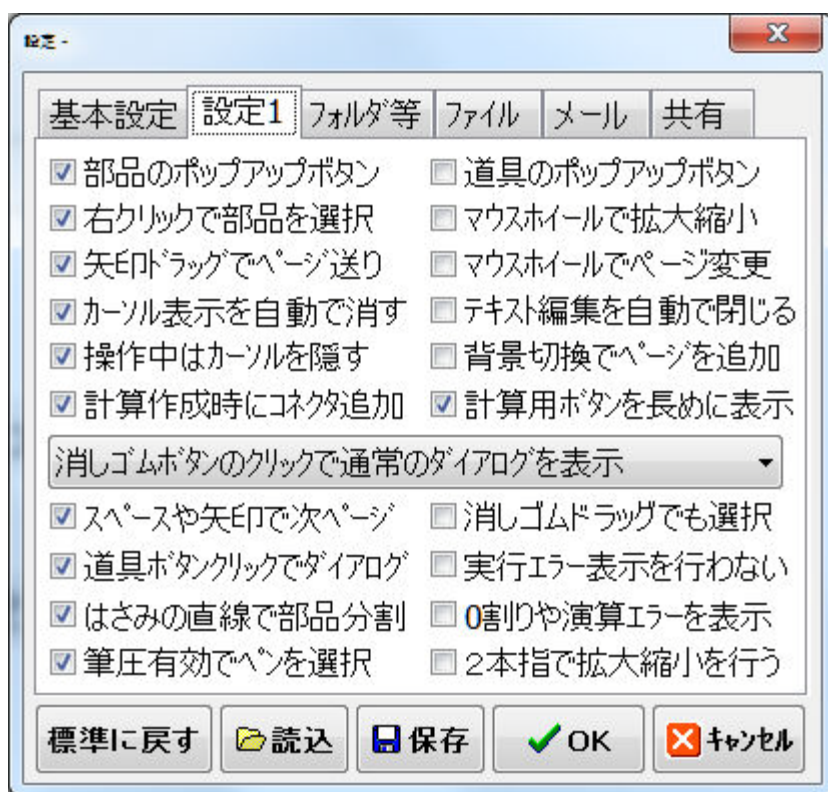 設定 -
基本設定 設定1 フォルダ等 ファイル メール 共有
部品のポップアップボタン 道具のポップアップボタン
右クリックで部品を選択 マウスホイールで拡大縮小
矢印ドラッグでページ送り マウスホイールでページ変更
カーソル表示を自動で消す テキスト編集を自動で閉じる
操作中はカーソルを隠す 背景切換でページを追加
計算作成時にコネクタ追加 計算用ボタンを長めに表示
消しゴムボタンのクリックで通常のダイアログを表示
スペースや矢印で次ページ 消しゴムドラッグでも選択
道具ボタンクリックでダイアログ 実行エラー表示を行わない
はさみの直線で部品分割 0割りや演算エラーを表示
筆圧有効でペンを選択 2本指で拡大縮小を行う
標準に戻す 読込 保存 OK キャンセル